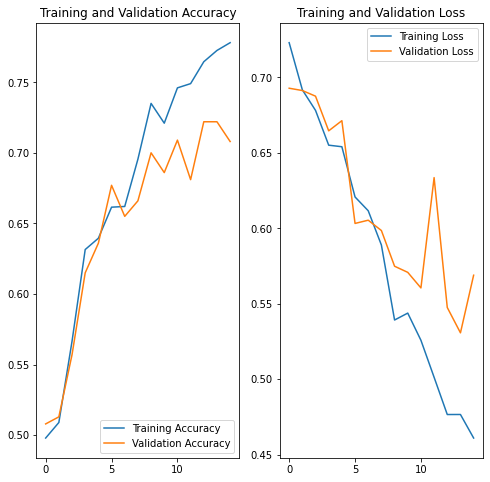 Training and Validation Accuracy
0.75
0.70
0.65
0.60
0.55
0.50
0 5 10
Training Accuracy
Validation Accuracy
Training and Validation Loss
0.70
0.65
0.60
0.55
0.50
0.45
0 5 10
Training Loss
Validation Loss